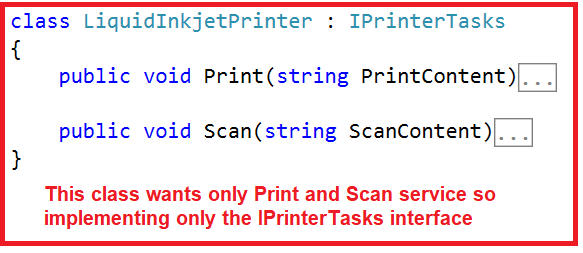 class LiquidInkjetPrinter : IPrinterTasks
{
public void Print(string PrintContent)...
public void Scan(string ScanContent)...
}
This class wants only Print and Scan service so
implementing only the IPrinterTasks interface